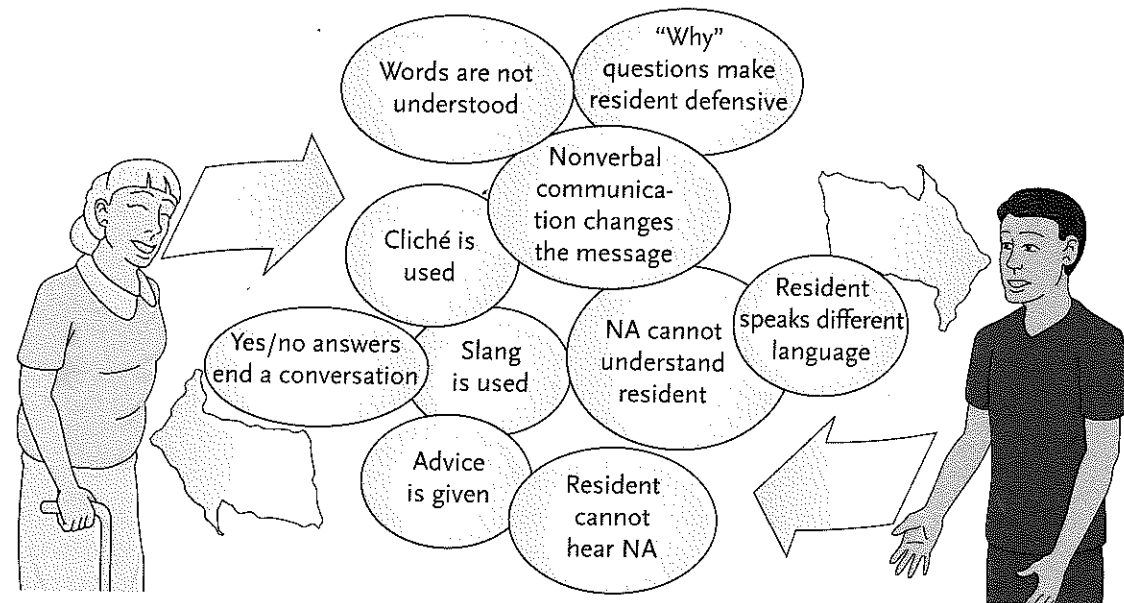 Words are not
understood
“Why”
questions make
resident defensive
Nonverbal
communica-
tion changes
the message
Cliché is
used
Resident
speaks different
language
NA cannot
understand
resident
Yes/no answers
end a conversation
Slang
is used
Advice
is given
Resident
cannot
hear NA